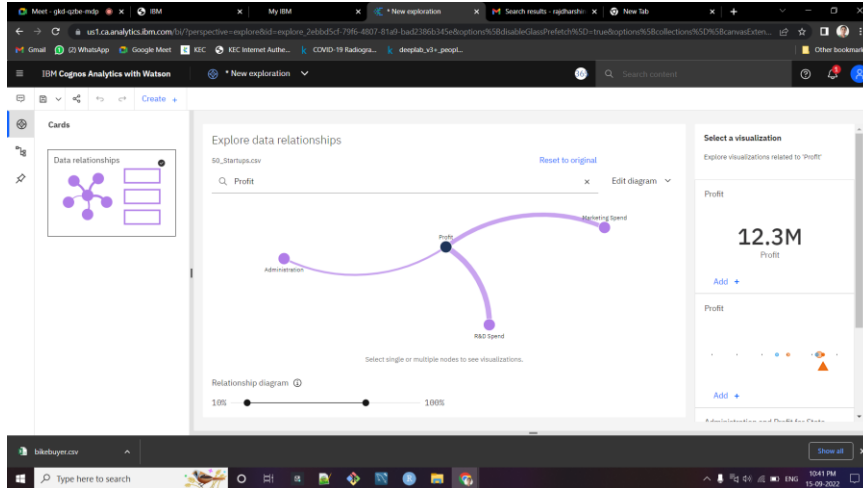 Meet - gkd-qzbe-mdp
IBM
My IBM
* New exploration
Search results - rajdharshin
New Tab
us1.ca.analytics.ibm.com/bi/?perspective=explore&id=explore_2ebbd5cf-79f6-4807-81a9-bad2386b345e&options%5BdisableGlassPrefetch%5D=true&options%5Bcollections%5D%5BcanvasExten...
Gmail
(2) WhatsApp
Google Meet
KEC
KEC Internet Authe...
COVID-19 Radiogra...
deeplab_v3+_peopl...
Other bookmark
IBM Cognos Analytics with Watson
* New exploration
Search content
Create +
Cards
Data relationships
Explore data relationships
50_Startups.csv
Reset to original
Profit
Edit diagram
Marketing Spend
Profit
Administration
R&D Spend
Select single or multiple nodes to see visualizations.
Relationship diagram
10%
100%
Select a visualization
Explore visualizations related to 'Profit'
Profit
12.3M
Profit
Add +
Profit
Add +
Administration and Profit for State
bikebuyer.csv
Show all
Type here to search
ENG
10:41 PM
15-09-2022